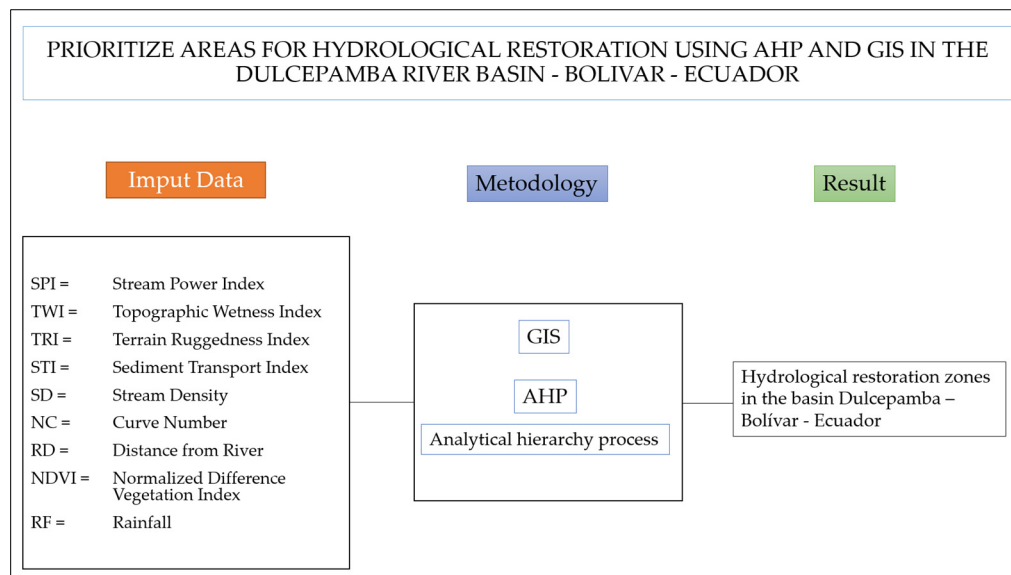 PRIORITIZE AREAS FOR HYDROLOGICAL RESTORATION USING AHP AND GIS IN THE
DULCEPAMBA RIVER BASIN - BOLIVAR - ECUADOR
Imput Data
Metodology
Result
SPI = Stream Power Index
TWI = Topographic Wetness Index
TRI = Terrain Ruggedness Index
STI = Sediment Transport Index
SD = Stream Density
NC = Curve Number
RD = Distance from River
NDVI = Normalized Difference
Vegetation Index
RF = Rainfall
GIS
AHP
Analytical hierarchy process
Hydrological restoration zones
in the basin Dulcepamba –
Bolívar - Ecuador